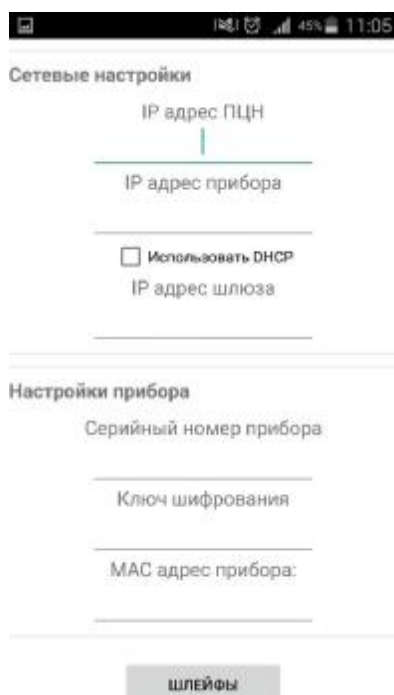 45% 11:05
Сетевые настройки
IP адрес ПЦН
IP адрес прибора
Использовать DHCP
IP адрес шлюза
Настройки прибора
Серийный номер прибора
Ключ шифрования
MAC адрес прибора:
ШЛЕЙФЫ